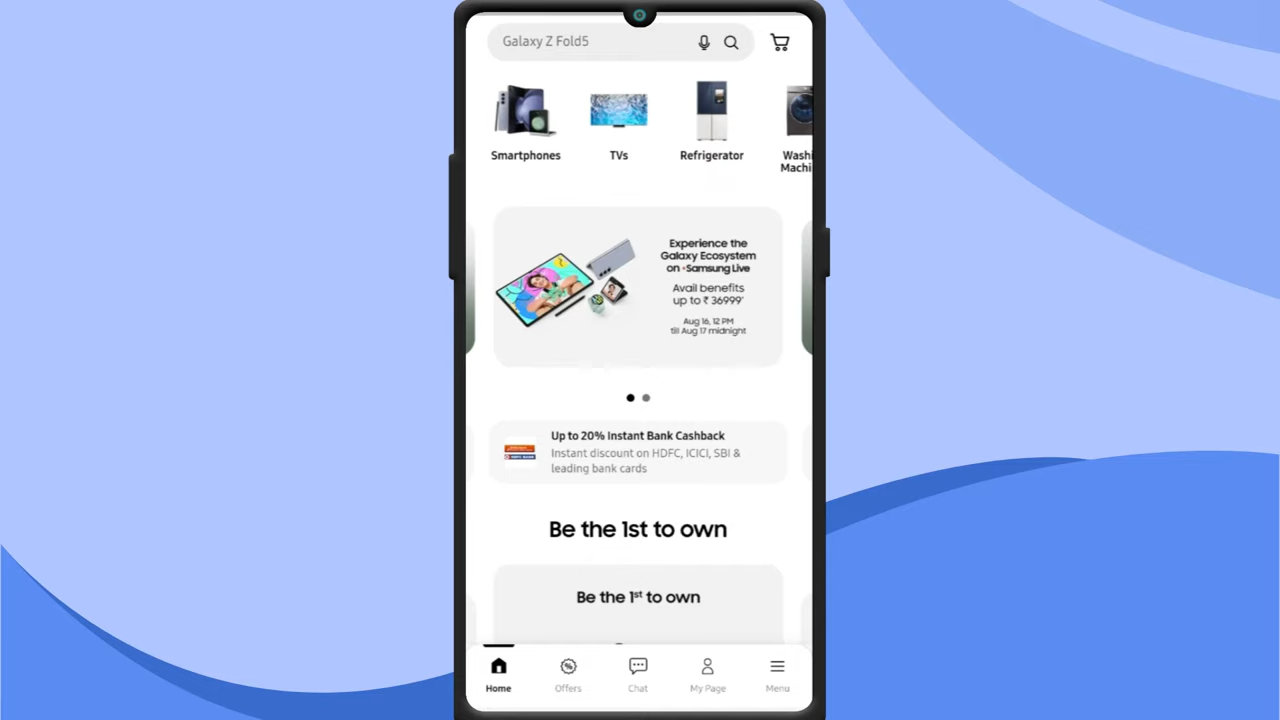 Galaxy Z Fold5
Smartphones
TVs
Refrigerator
Washi
Machi
Experience the
Galaxy Ecosystem
on •Samsung Live
Avail benefits
up to ₹ 36999*
Aug 16, 12 PM
till Aug 17 midnight
Up to 20% Instant Bank Cashback
Instant discount on HDFC, ICICI, SBI &
leading bank cards
Be the 1st to own
Be the 1st to own
Home
Offers
Chat
My Page
Menu